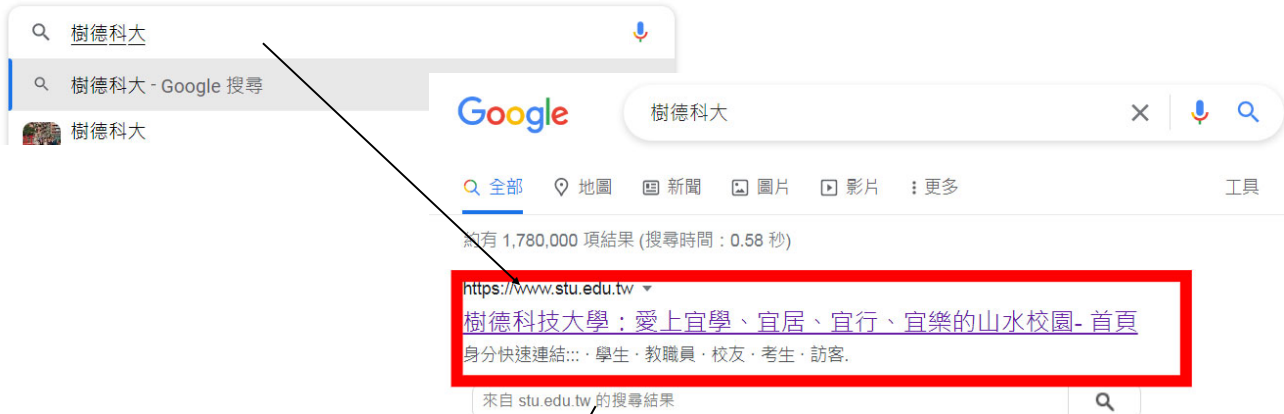 樹德科大
樹德科大 - Google 搜尋
樹德科大
Google
樹德科大
全部 地圖 新聞 圖片 影片 更多 工具
約有 1,780,000 項結果 (搜尋時間：0.58 秒)
https://www.stu.edu.tw
樹德科技大學：愛上宜學、宜居、宜行、宜樂的山水校園- 首頁
身分快速連結::: · 學生 · 教職員 · 校友 · 考生 · 訪客.
來自 stu.edu.tw 的搜尋結果